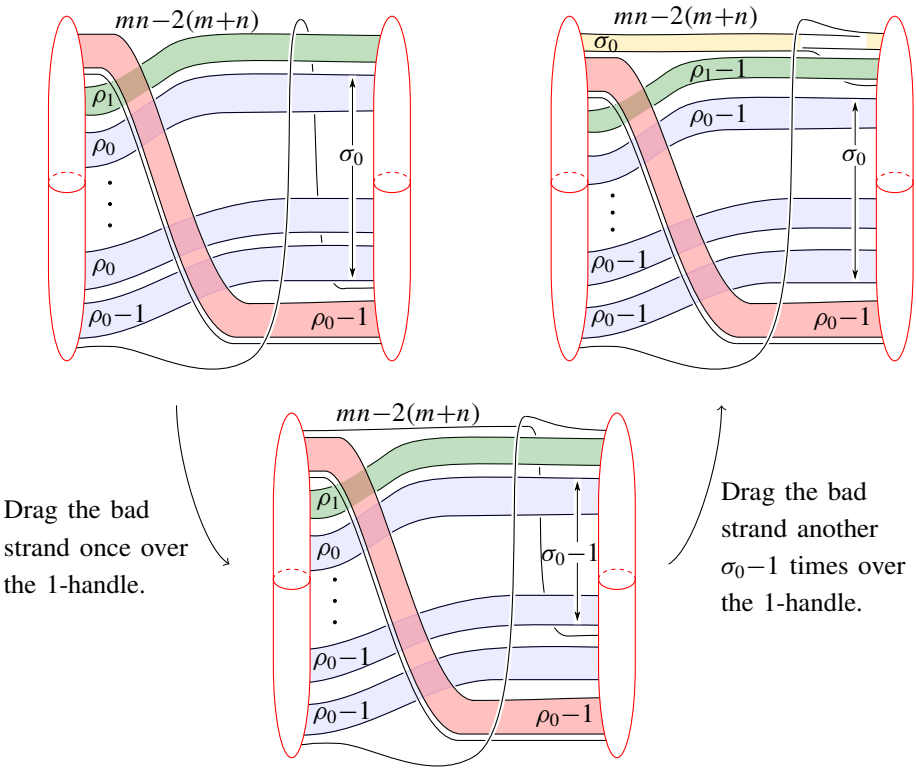 mn−2(m+n)
ρ₁
ρ₀
σ₀
ρ₀
ρ₀−1
ρ₀−1
mn−2(m+n)
σ₀
ρ₁−1
ρ₀−1
σ₀
ρ₀−1
ρ₀−1
ρ₀−1
Drag the bad
strand once over
the 1-handle.
mn−2(m+n)
ρ₁
ρ₀
σ₀−1
ρ₀−1
ρ₀−1
ρ₀−1
Drag the bad
strand another
σ₀−1 times over
the 1-handle.